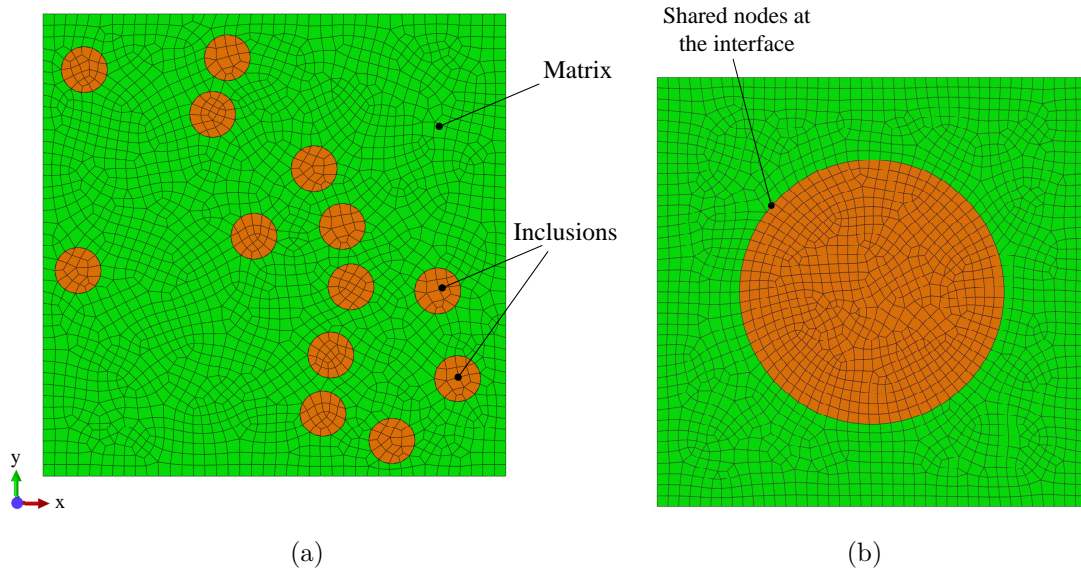 Shared nodes at
the interface
Matrix
Inclusions
y
x
(a)
(b)